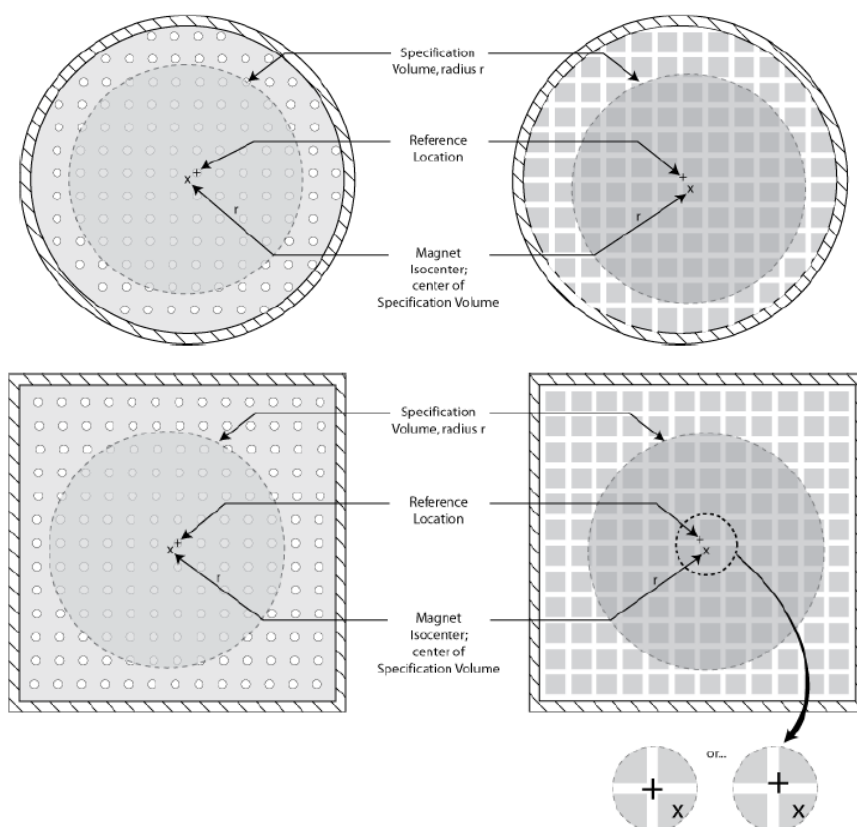 Specification
Volume, radius r
Reference
Location
x
+
+
x
r
r
Magnet
Isocenter;
center of
Specification Volume
Specification
Volume, radius r
Reference
Location
x
+
+
x
r
r
Magnet
Isocenter;
center of
Specification Volume
or...
+
x
+
x